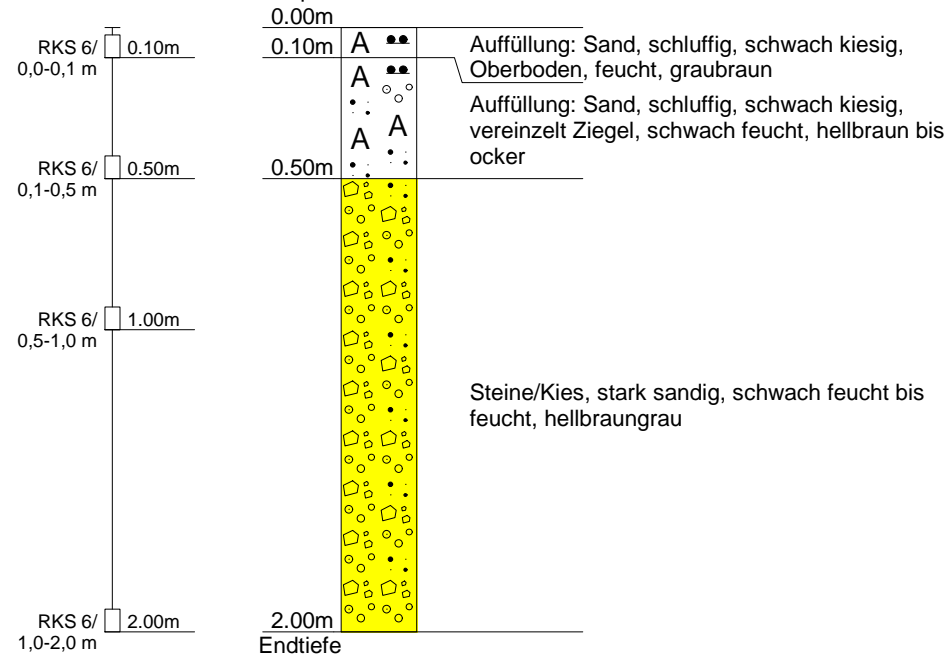 0.00m
RKS 6/ 0.10m
0,0-0,1 m
0.10m
A
Auffüllung: Sand, schluffig, schwach kiesig,
Oberboden, feucht, graubraun
A
A
A
Auffüllung: Sand, schluffig, schwach kiesig,
vereinzelt Ziegel, schwach feucht, hellbraun bis
ocker
RKS 6/ 0.50m
0,1-0,5 m
0.50m
RKS 6/ 1.00m
0,5-1,0 m
Steine/Kies, stark sandig, schwach feucht bis
feucht, hellbraungrau
RKS 6/ 2.00m
1,0-2,0 m
2.00m
Endtiefe